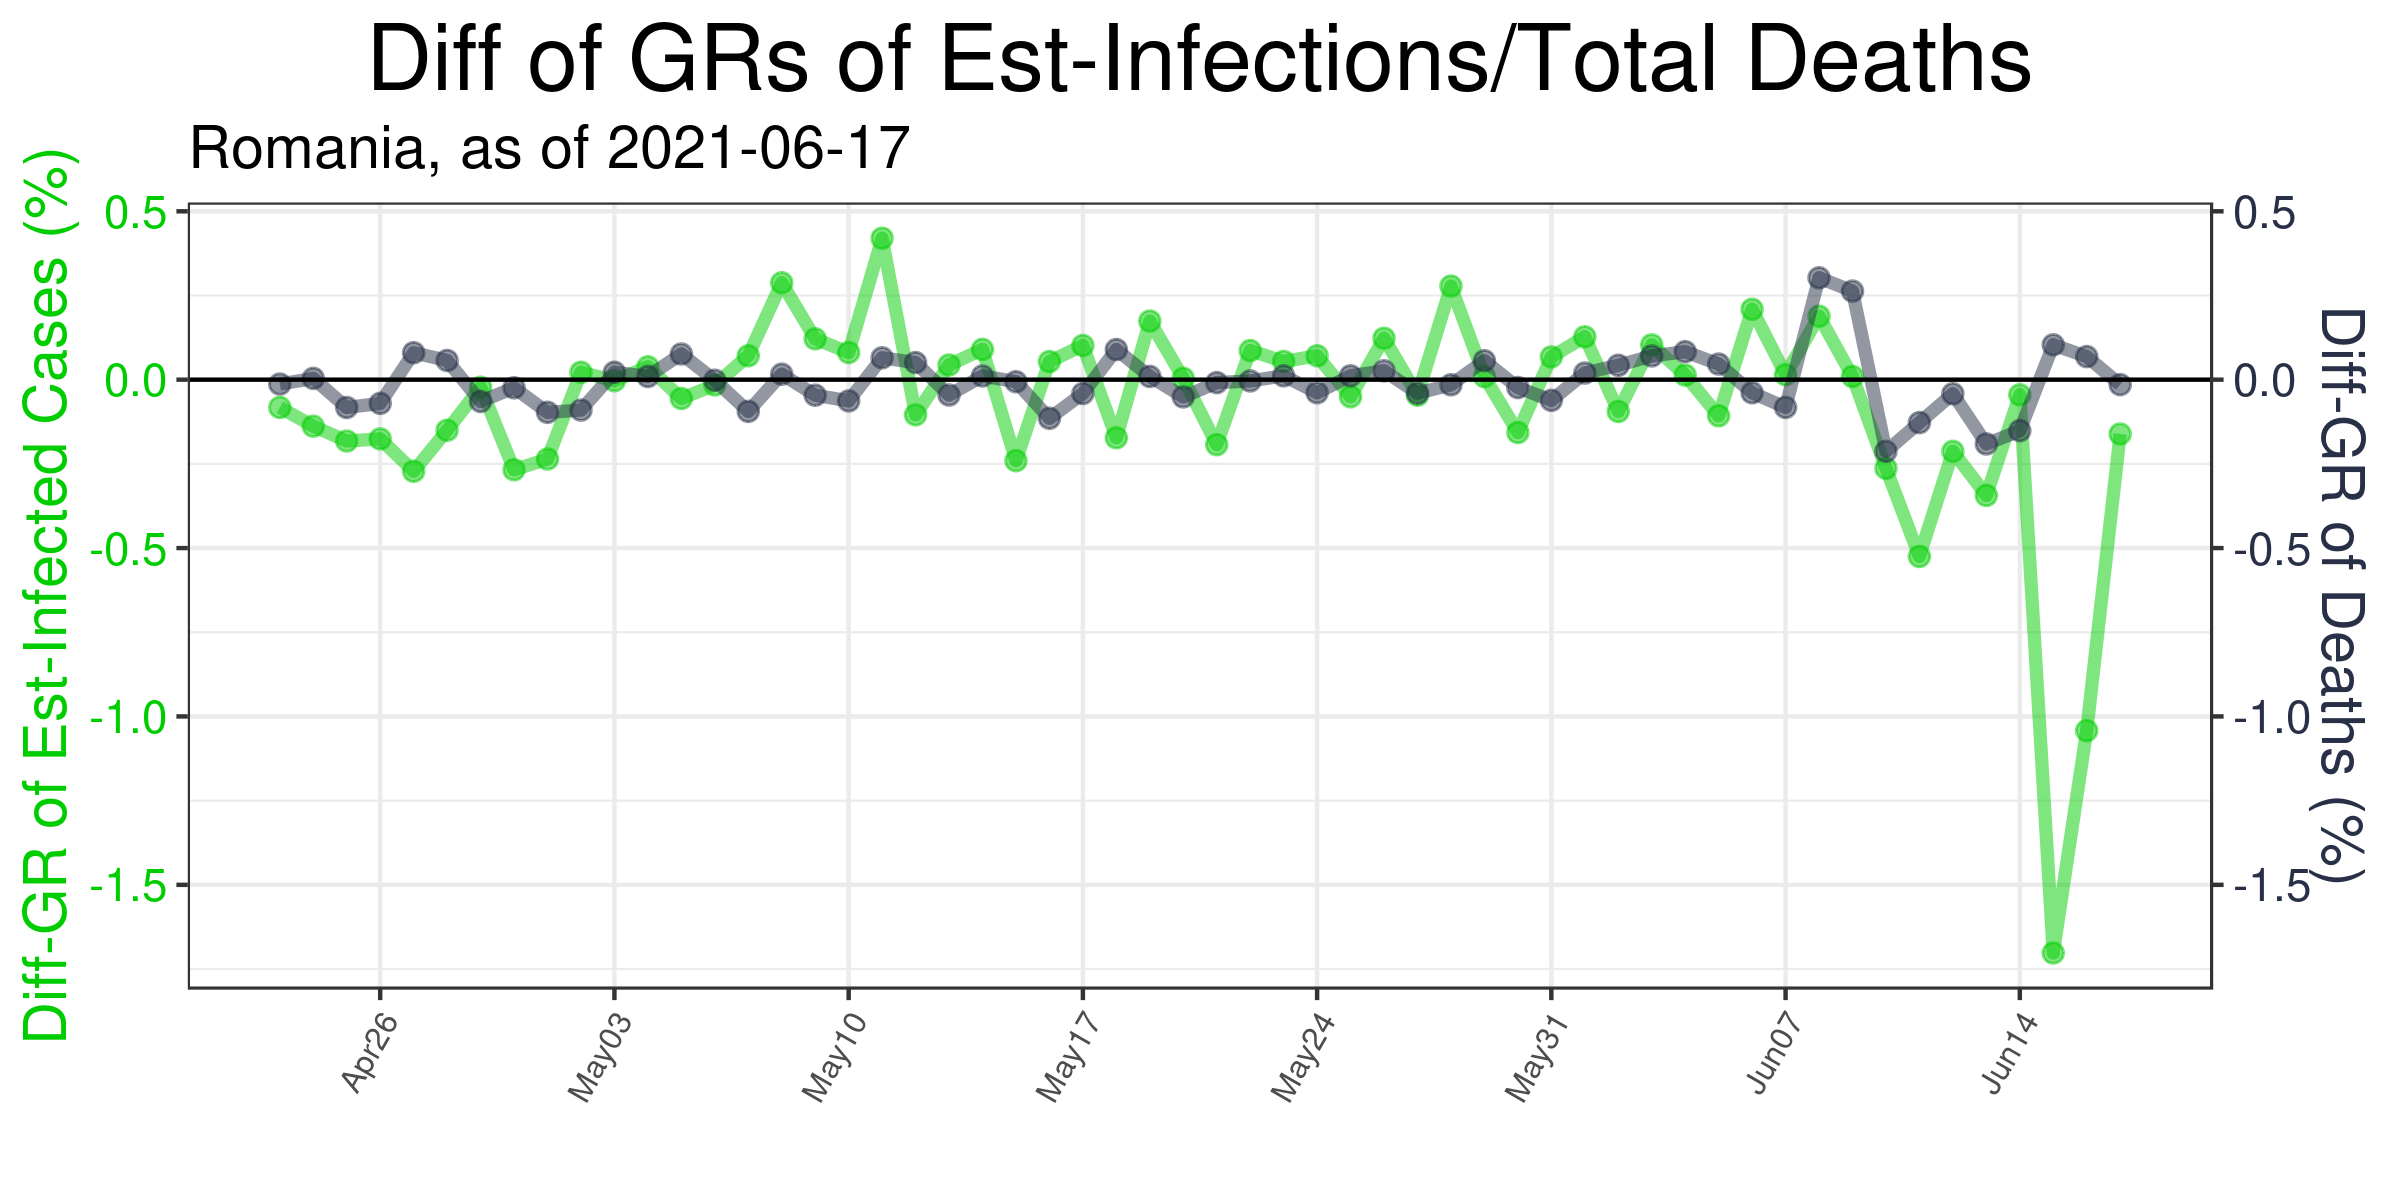 Diff of GRs of Est-Infections/Total Deaths
Romania, as of 2021-06-17
Diff-GR of Est-Infected Cases (%)
0.5
0.0
-0.5
-1.0
-1.5
0.5
0.0
-0.5
-1.0
-1.5
Diff-GR of Deaths (%)
Apr26
May03
May10
May17
May24
May31
Jun07
Jun14